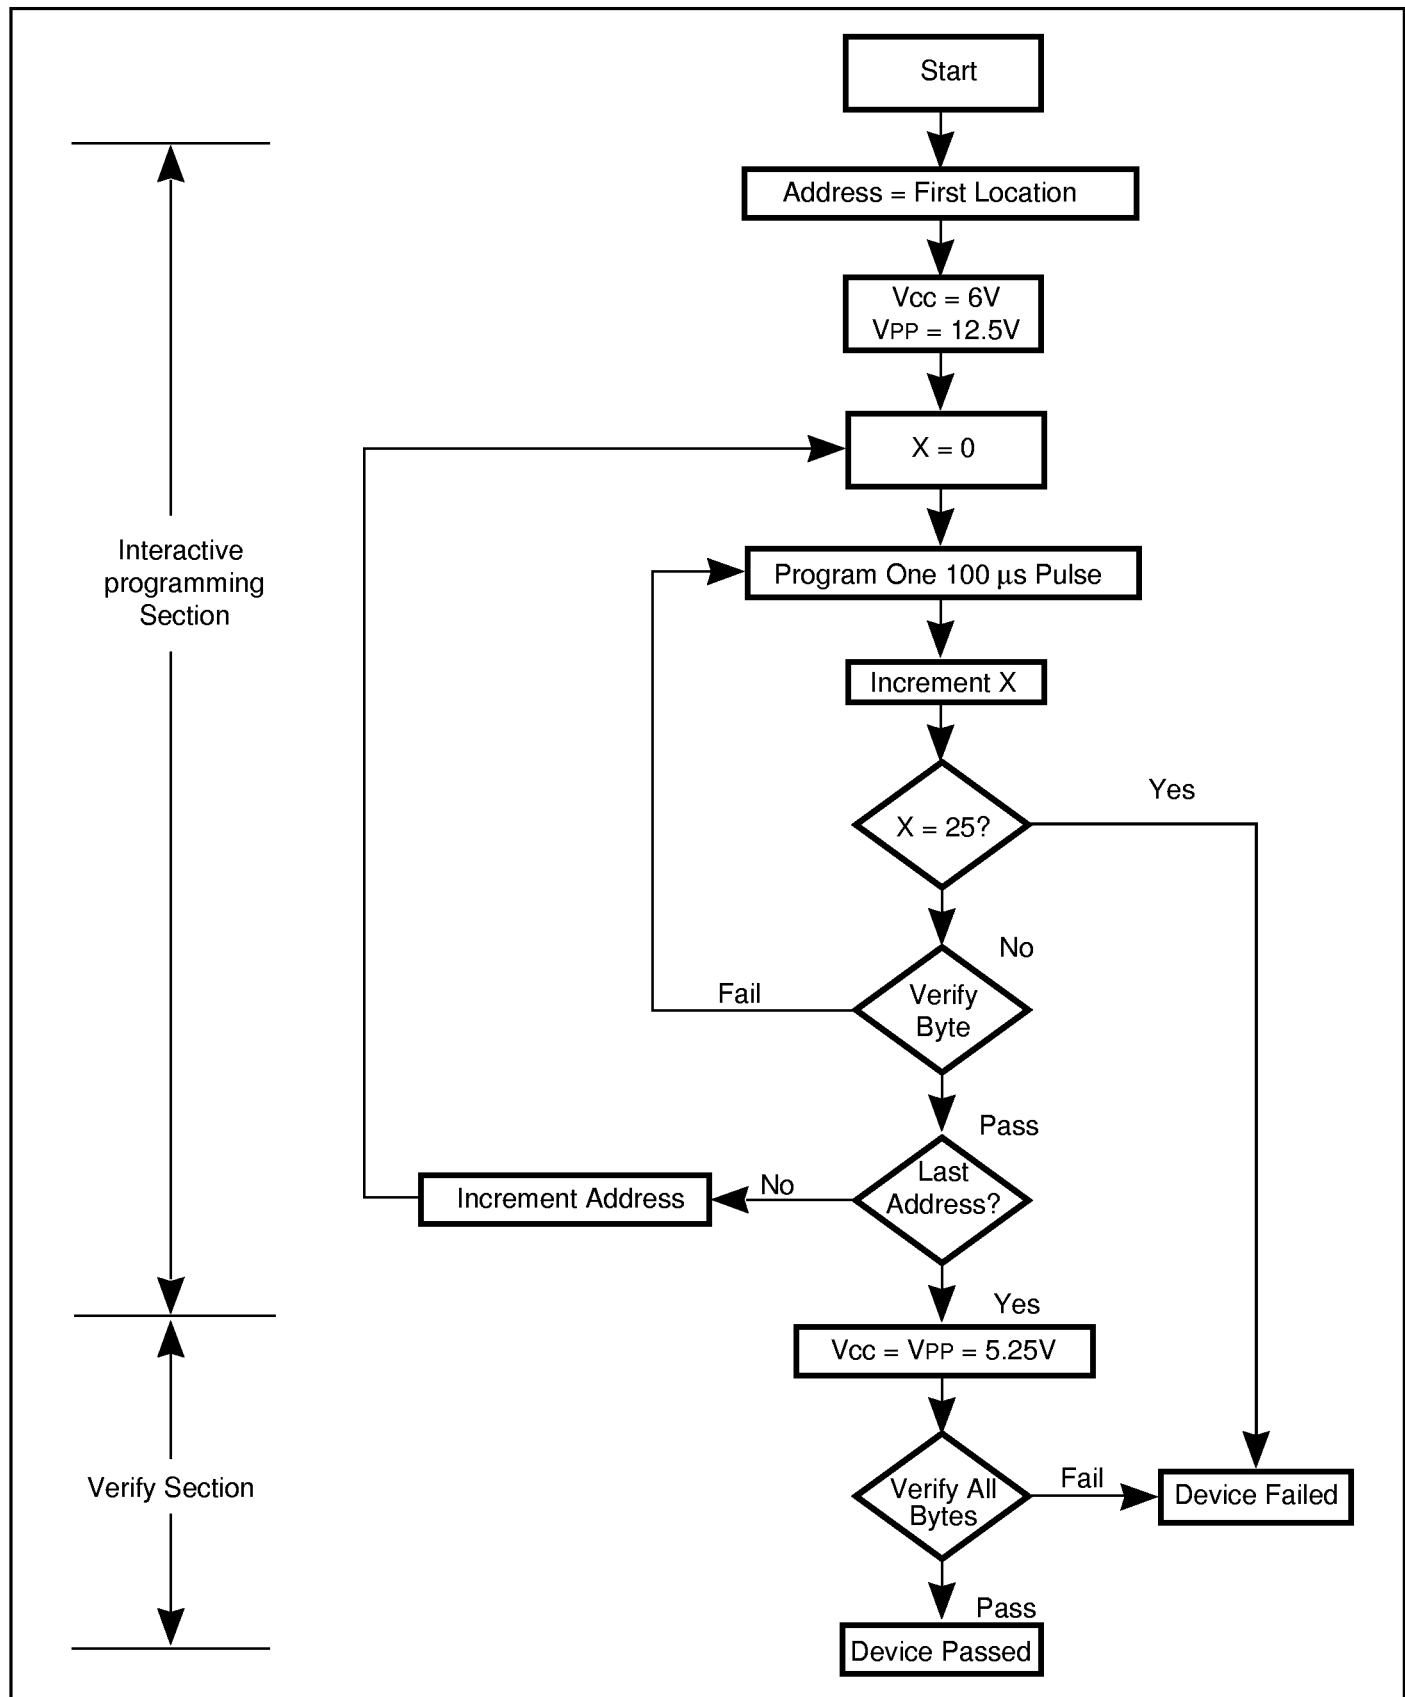 Start
Address = First Location
Vcc = 6V
VPP = 12.5V
X = 0
Interactive
programming
Section
Program One 100 μs Pulse
Increment X
X = 25?
Yes
No
Verify
Byte
Fail
Pass
Last
Address?
No
Increment Address
Yes
Vcc = VPP = 5.25V
Verify Section
Verify All
Bytes
Fail
Device Failed
Pass
Device Passed